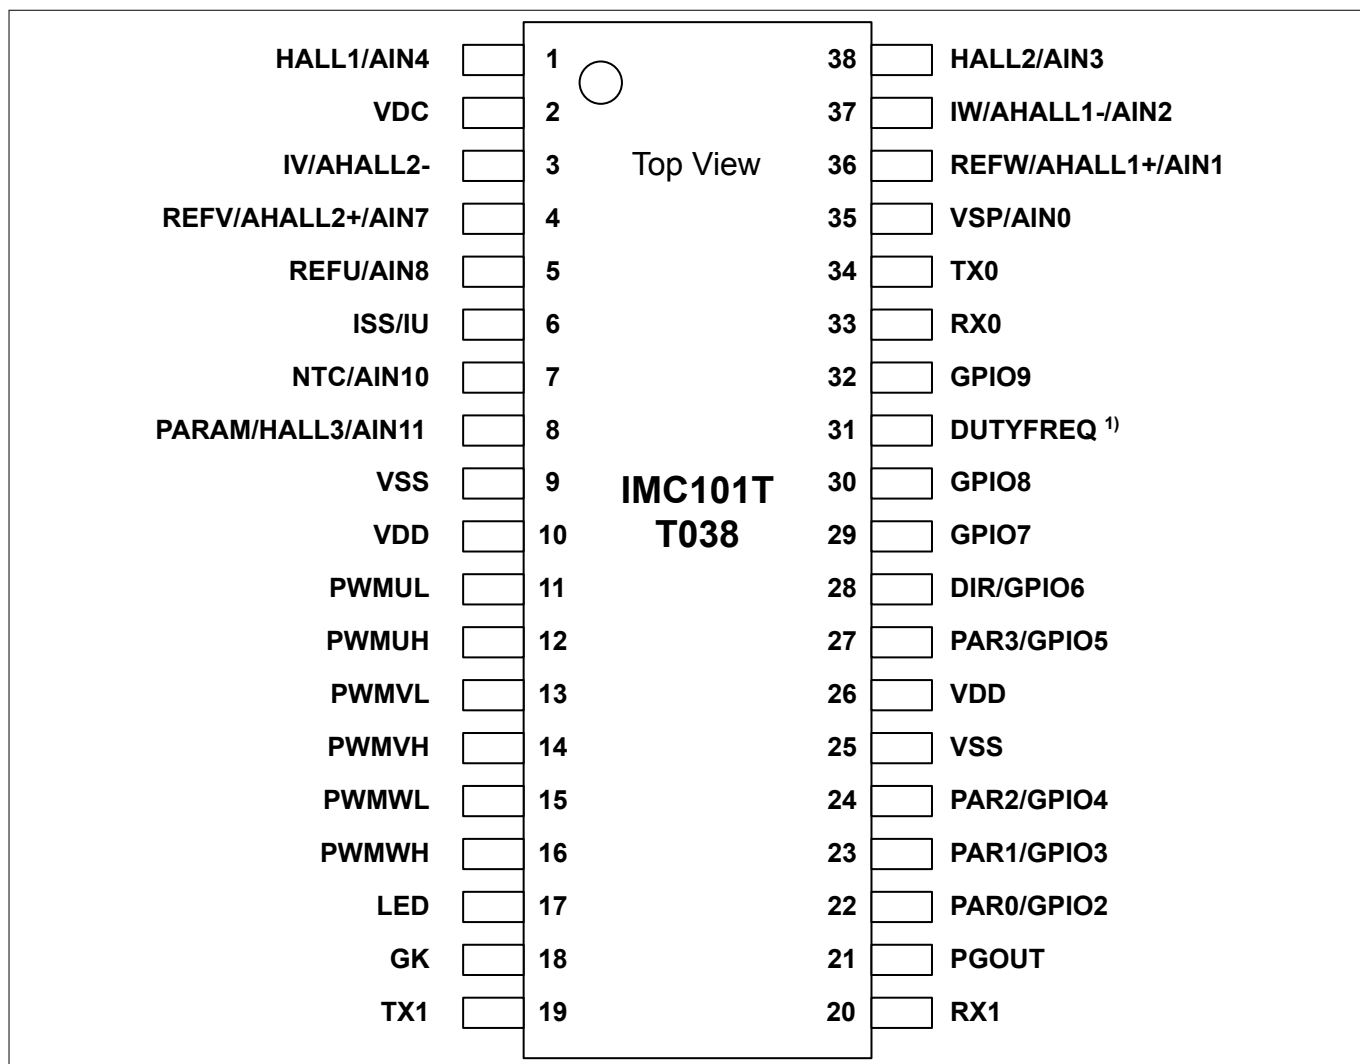 HALL1/AIN4 1 38 HALL2/AIN3
VDC 2 37 IW/AHALL1-/AIN2
IV/AHALL2- 3 Top View 36 REFW/AHALL1+/AIN1
REFV/AHALL2+/AIN7 4 35 VSP/AIN0
REFU/AIN8 5 34 TX0
ISS/IU 6 33 RX0
NTC/AIN10 7 32 GPIO9
PARAM/HALL3/AIN11 8 31 DUTYFREQ 1)
VSS 9 IMC101T 30 GPIO8
VDD 10 T038 29 GPIO7
PWMUL 11 28 DIR/GPIO6
PWMUH 12 27 PAR3/GPIO5
PWMVL 13 26 VDD
PWMVH 14 25 VSS
PWMWL 15 24 PAR2/GPIO4
PWMWH 16 23 PAR1/GPIO3
LED 17 22 PAR0/GPIO2
GK 18 21 PGOUT
TX1 19 20 RX1